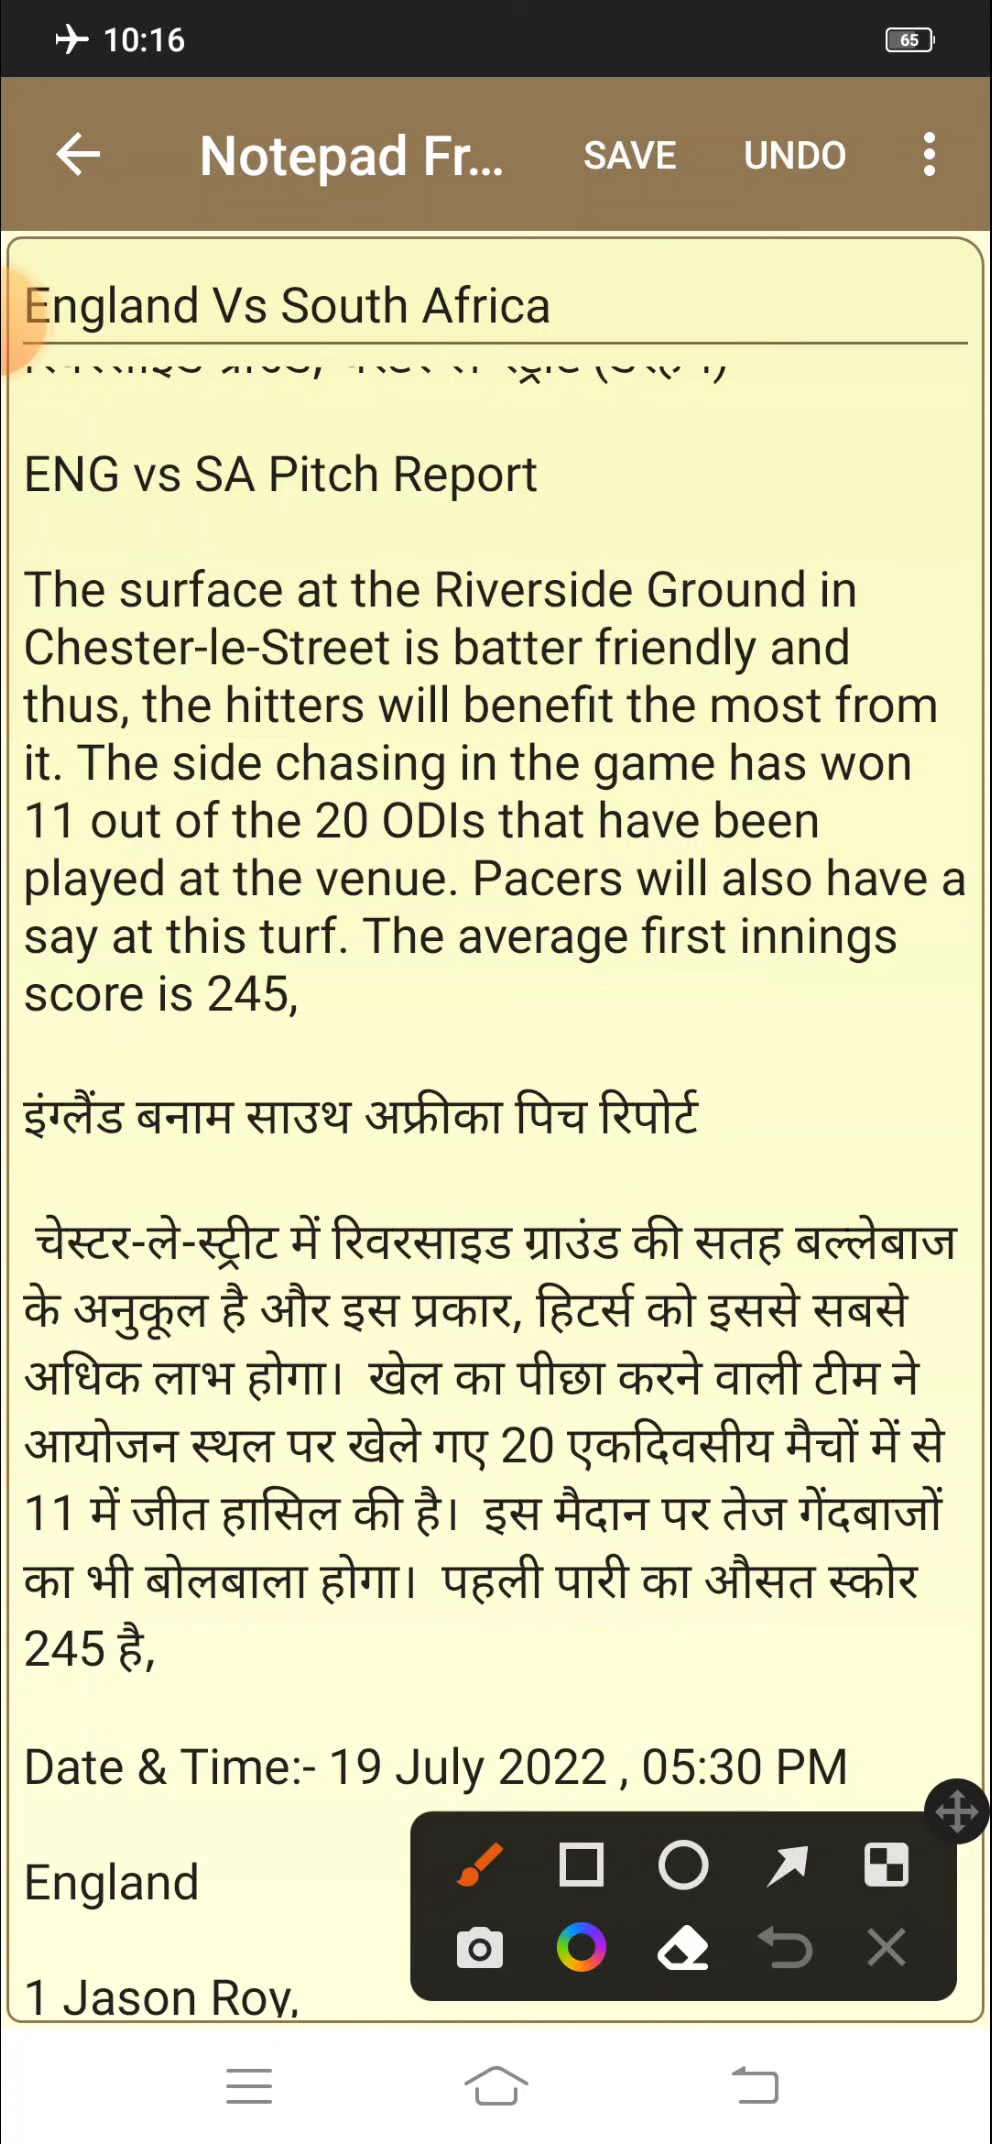 10:16
65
Notepad Fr...
SAVE
UNDO
England Vs South Africa
ENG vs SA Pitch Report
The surface at the Riverside Ground in
Chester-le-Street is batter friendly and
thus, the hitters will benefit the most from
it. The side chasing in the game has won
11 out of the 20 ODIs that have been
played at the venue. Pacers will also have a
say at this turf. The average first innings
score is 245,
इंग्लैंड बनाम साउथ अफ्रीका पिच रिपोर्ट
चेस्टर-ले-स्ट्रीट में रिवरसाइड ग्राउंड की सतह बल्लेबाज
के अनुकूल है और इस प्रकार, हिटर्स को इससे सबसे
अधिक लाभ होगा। खेल का पीछा करने वाली टीम ने
आयोजन स्थल पर खेले गए 20 एकदिवसीय मैचों में से
11 में जीत हासिल की है। इस मैदान पर तेज गेंदबाजों
का भी बोलबाला होगा। पहली पारी का औसत स्कोर
245 है,
Date & Time:- 19 July 2022 , 05:30 PM
England
1 Jason Roy,